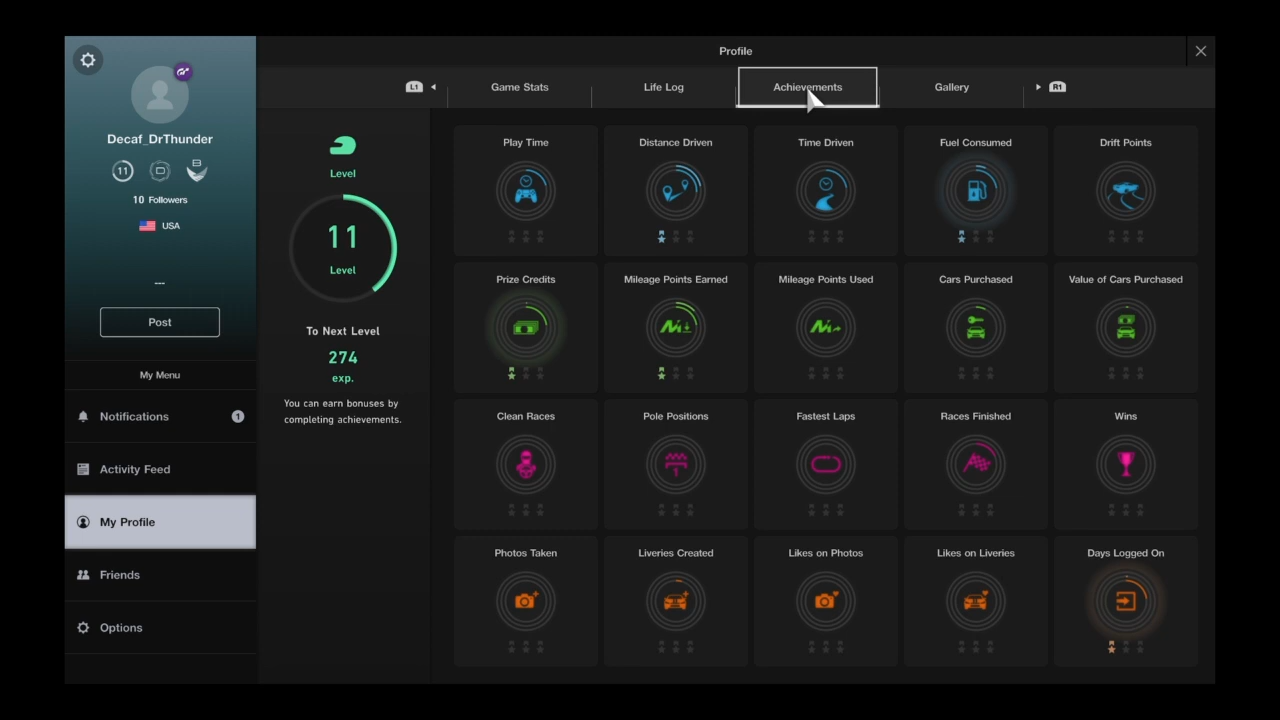 Profile
L1
Game Stats
Life Log
Achievements
Gallery
R1
Decaf_DrThunder
11
D
B
10 Followers
USA
---
Post
My Menu
Notifications
1
Activity Feed
My Profile
Friends
Options
Level
11
Level
To Next Level
274
exp.
You can earn bonuses by
completing achievements.
Play Time
Distance Driven
Time Driven
Fuel Consumed
Drift Points
Prize Credits
Mileage Points Earned
Mileage Points Used
Cars Purchased
Value of Cars Purchased
Clean Races
Pole Positions
Fastest Laps
Races Finished
Wins
1
Photos Taken
Liveries Created
Likes on Photos
Likes on Liveries
Days Logged On